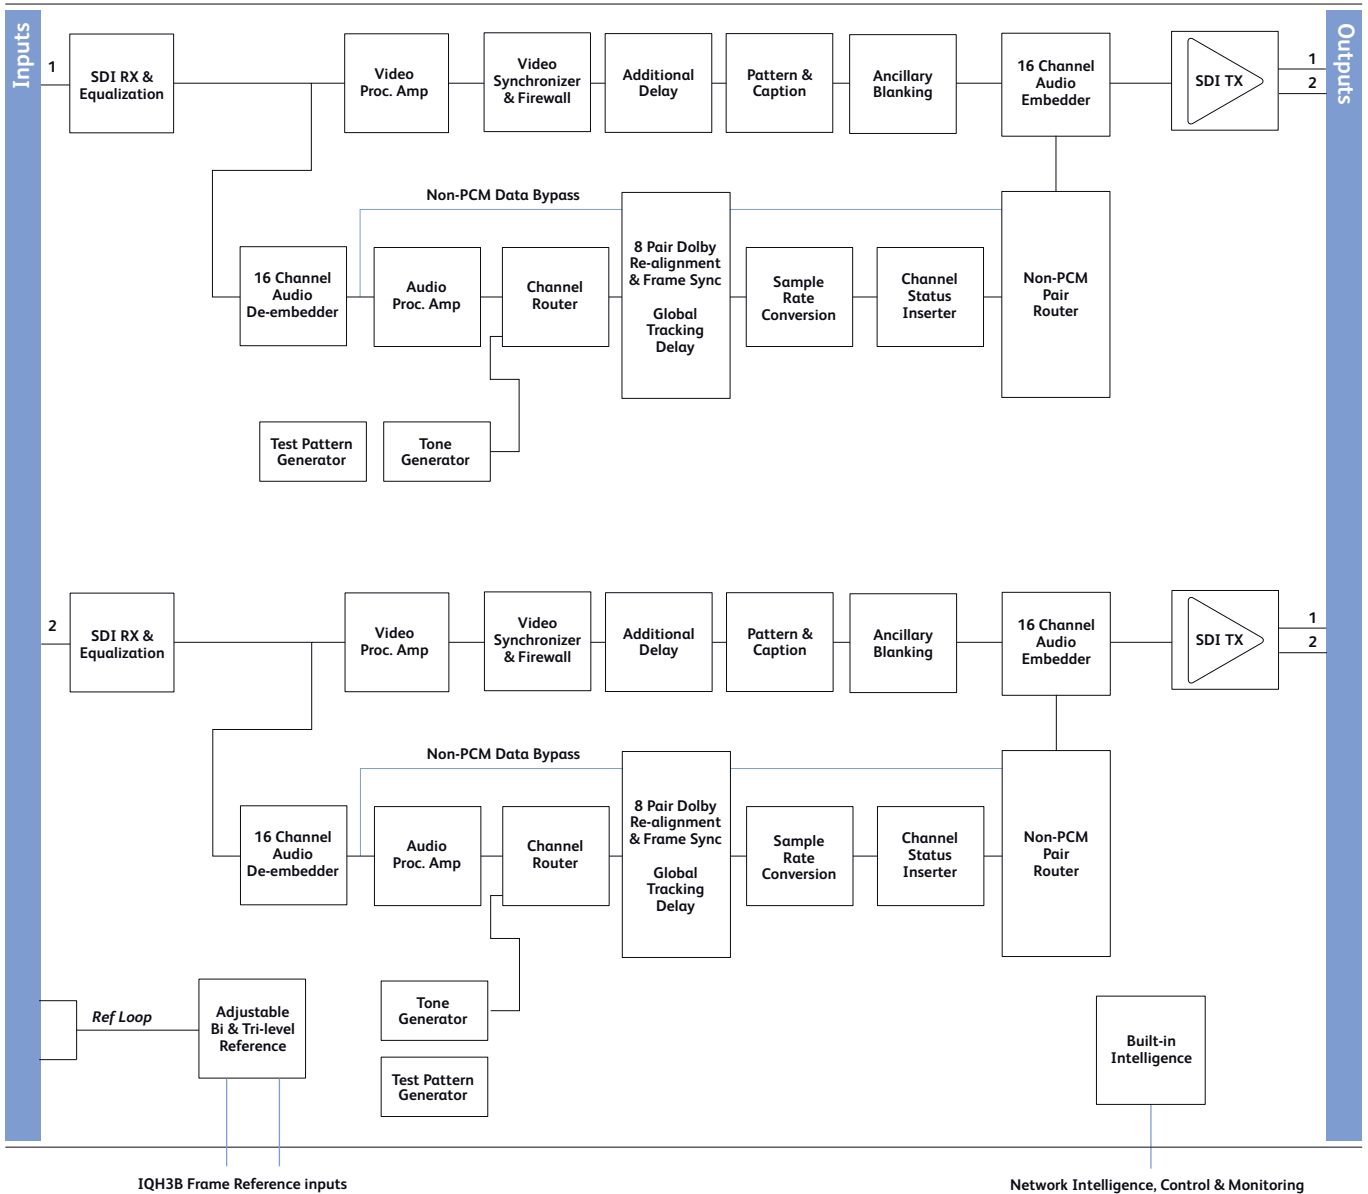 Inputs
Outputs
1
SDI RX &
Equalization
Video
Proc. Amp
Video
Synchronizer
& Firewall
Additional
Delay
Pattern &
Caption
Ancillary
Blanking
16 Channel
Audio
Embedder
SDI TX
1
2
Non-PCM Data Bypass
16 Channel
Audio
De-embedder
Audio
Proc. Amp
Channel
Router
8 Pair Dolby
Re-alignment
& Frame Sync
Global
Tracking
Delay
Sample
Rate
Conversion
Channel
Status
Inserter
Non-PCM
Pair
Router
Test Pattern
Generator
Tone
Generator
2
SDI RX &
Equalization
Video
Proc. Amp
Video
Synchronizer
& Firewall
Additional
Delay
Pattern &
Caption
Ancillary
Blanking
16 Channel
Audio
Embedder
SDI TX
1
2
Non-PCM Data Bypass
16 Channel
Audio
De-embedder
Audio
Proc. Amp
Channel
Router
8 Pair Dolby
Re-alignment
& Frame Sync
Global
Tracking
Delay
Sample
Rate
Conversion
Channel
Status
Inserter
Non-PCM
Pair
Router
Ref Loop
Adjustable
Bi & Tri-level
Reference
Tone
Generator
Test Pattern
Generator
Built-in
Intelligence
IQH3B Frame Reference inputs
Network Intelligence, Control & Monitoring